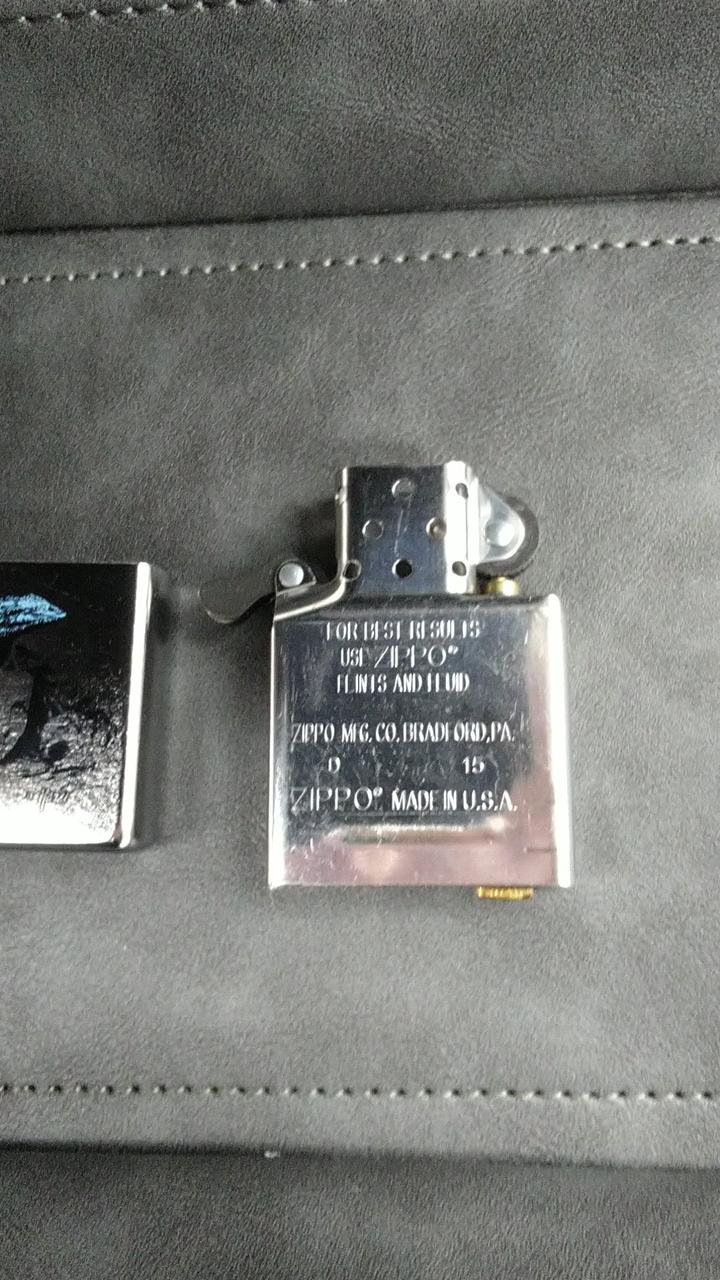 FOR BEST RESULTS
USE ZIPPO®
FLINTS AND FLUID
ZIPPO MFG. CO. BRADFORD, PA.
D 15
ZIPPO® MADE IN U.S.A.